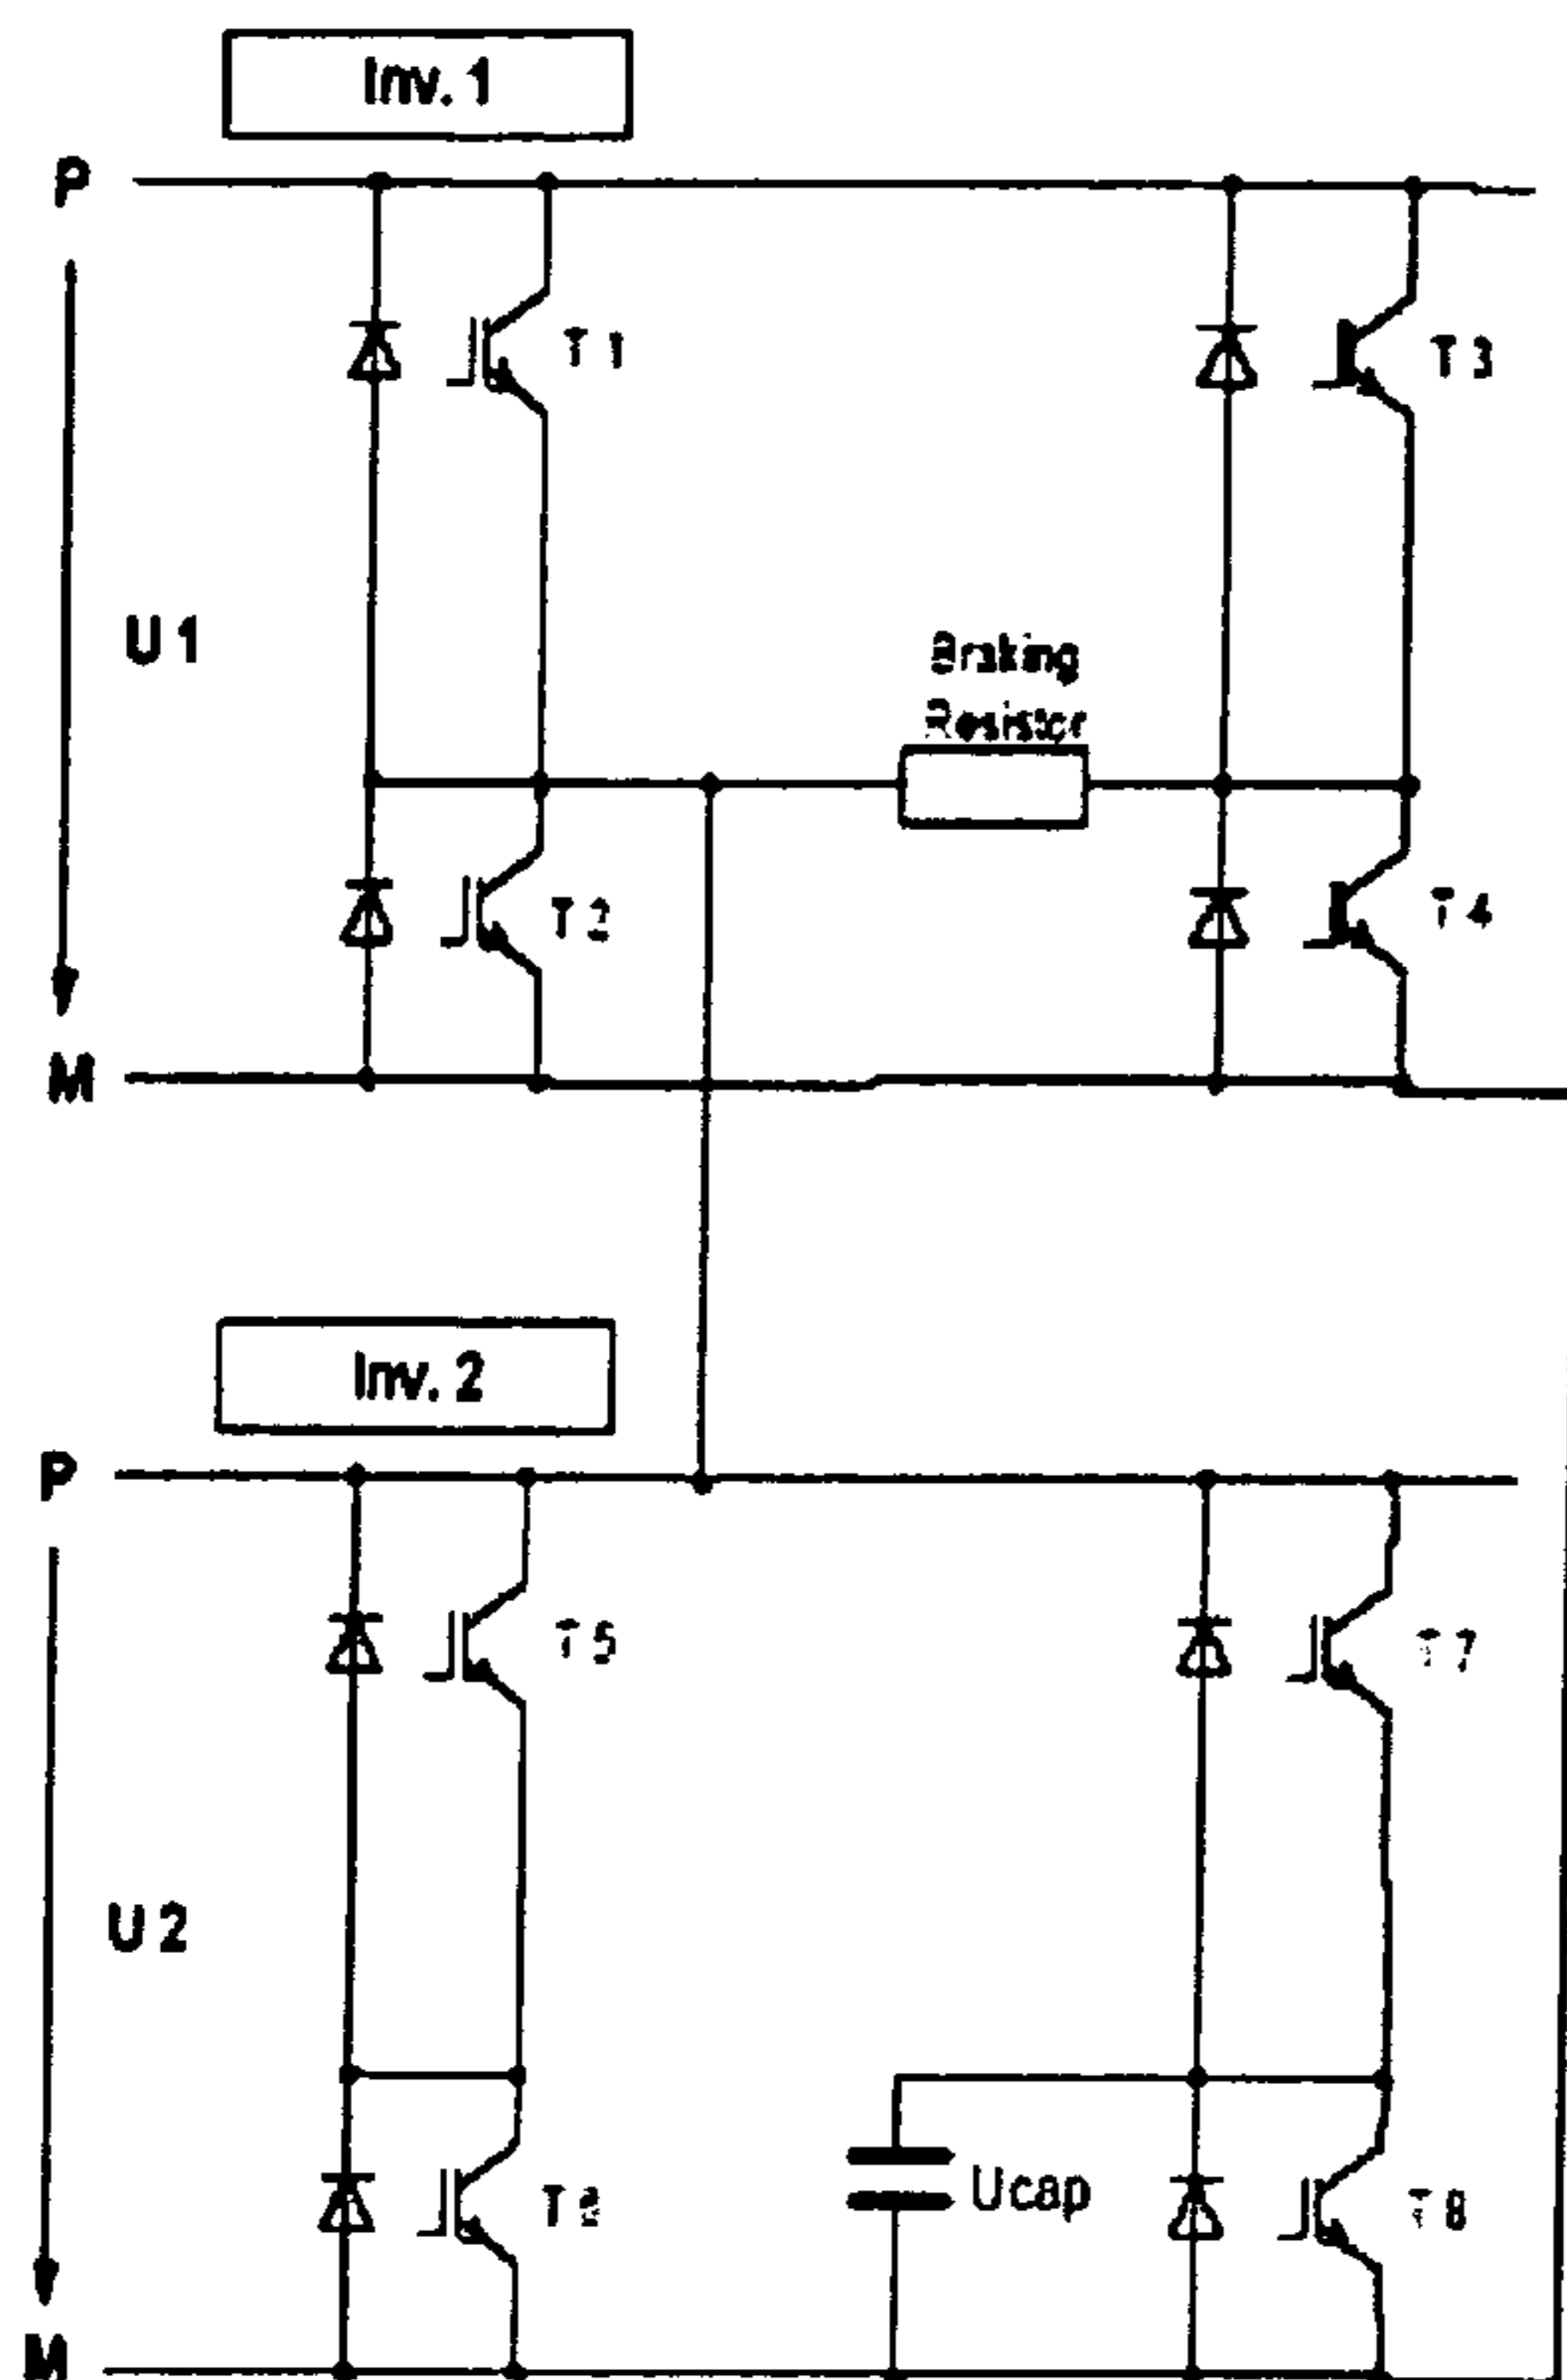 Inv. 1
P
T1
T3
U1
Braking
Resistor
T2
T4
M
Inv. 2
P
T5
T7
U2
Ucap
T8
M